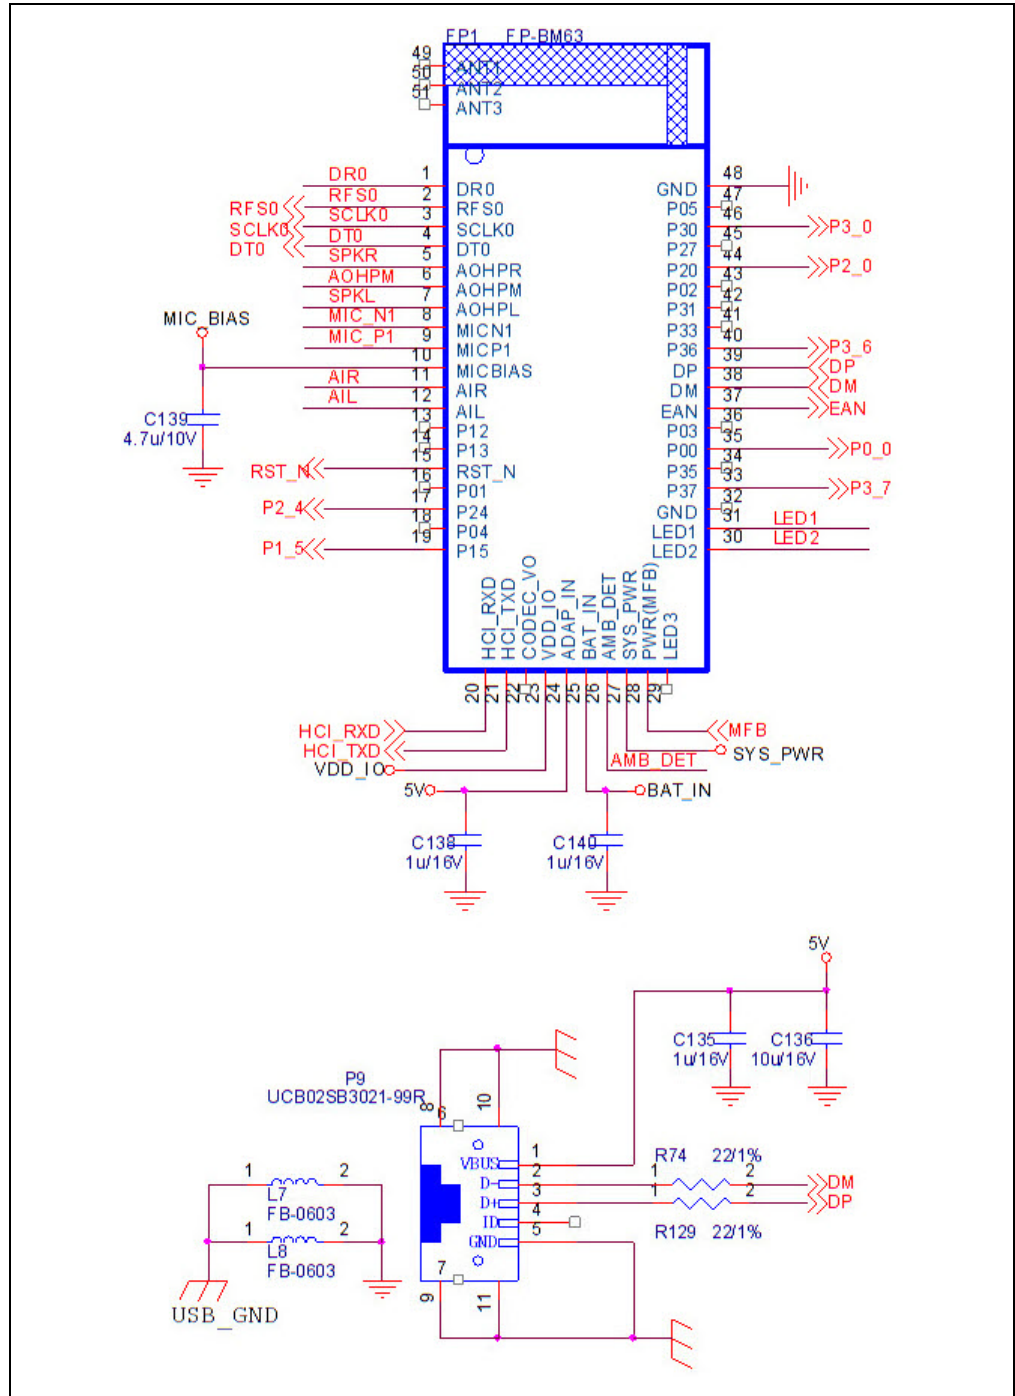 FP1 FP-BM63
49 ANT1
50 ANT2
51 ANT3
DR0 1 DR0 GND 48
RFS0 RFS0 2 RFS0 P05 47
SCLK0 SCLK0 3 SCLK0 P30 46 P3_0
DT0 DT0 4 DT0 P27 45
SPKR 5 AOHPR P20 44 P2_0
AOHPM 6 AOHPM P02 43
SPKL 7 AOHPL P31 42
MIC_N1 8 MICN1 P33 41
MIC_P1 9 MICP1 P36 40 P3_6
MIC_BIAS 10 MICBIAS DP 39 DP
AIR 11 AIR DM 38 DM
AIL 12 AIL EAN 37 EAN
C139
4.7u/10V
13 P12 P03 36
14 P13 P00 35 P0_0
RST_N 15 RST_N P35 34
16 P01 P37 33 P3_7
P2_4 17 P24 GND 32
18 P04 LED1 31 LED1
P1_5 19 P15 LED2 30 LED2
HCI_RXD HCI_TXD CODEC_VO VDD_IO ADAP_IN BAT_IN AMB_DET SYS_PWR PWR(MFB) LED3
20 21 22 23 24 25 26 27 28 29
HCI_RXD MFB
HCI_TXD SYS_PWR
VDD_IO AMB_DET
5V BAT_IN
C138 C140
1u/16V 1u/16V
5V
C135 C136
1u/16V 10u/16V
P9
UCB02SB3021-99R
8 6 10
VBUS 1
D- 2 1 R74 22/1% 2 DM
D+ 3 1 R129 22/1% 2 DP
ID 4
GND 5
7
9 11
1 2
L7
FB-0603
1 2
L8
FB-0603
USB_GND